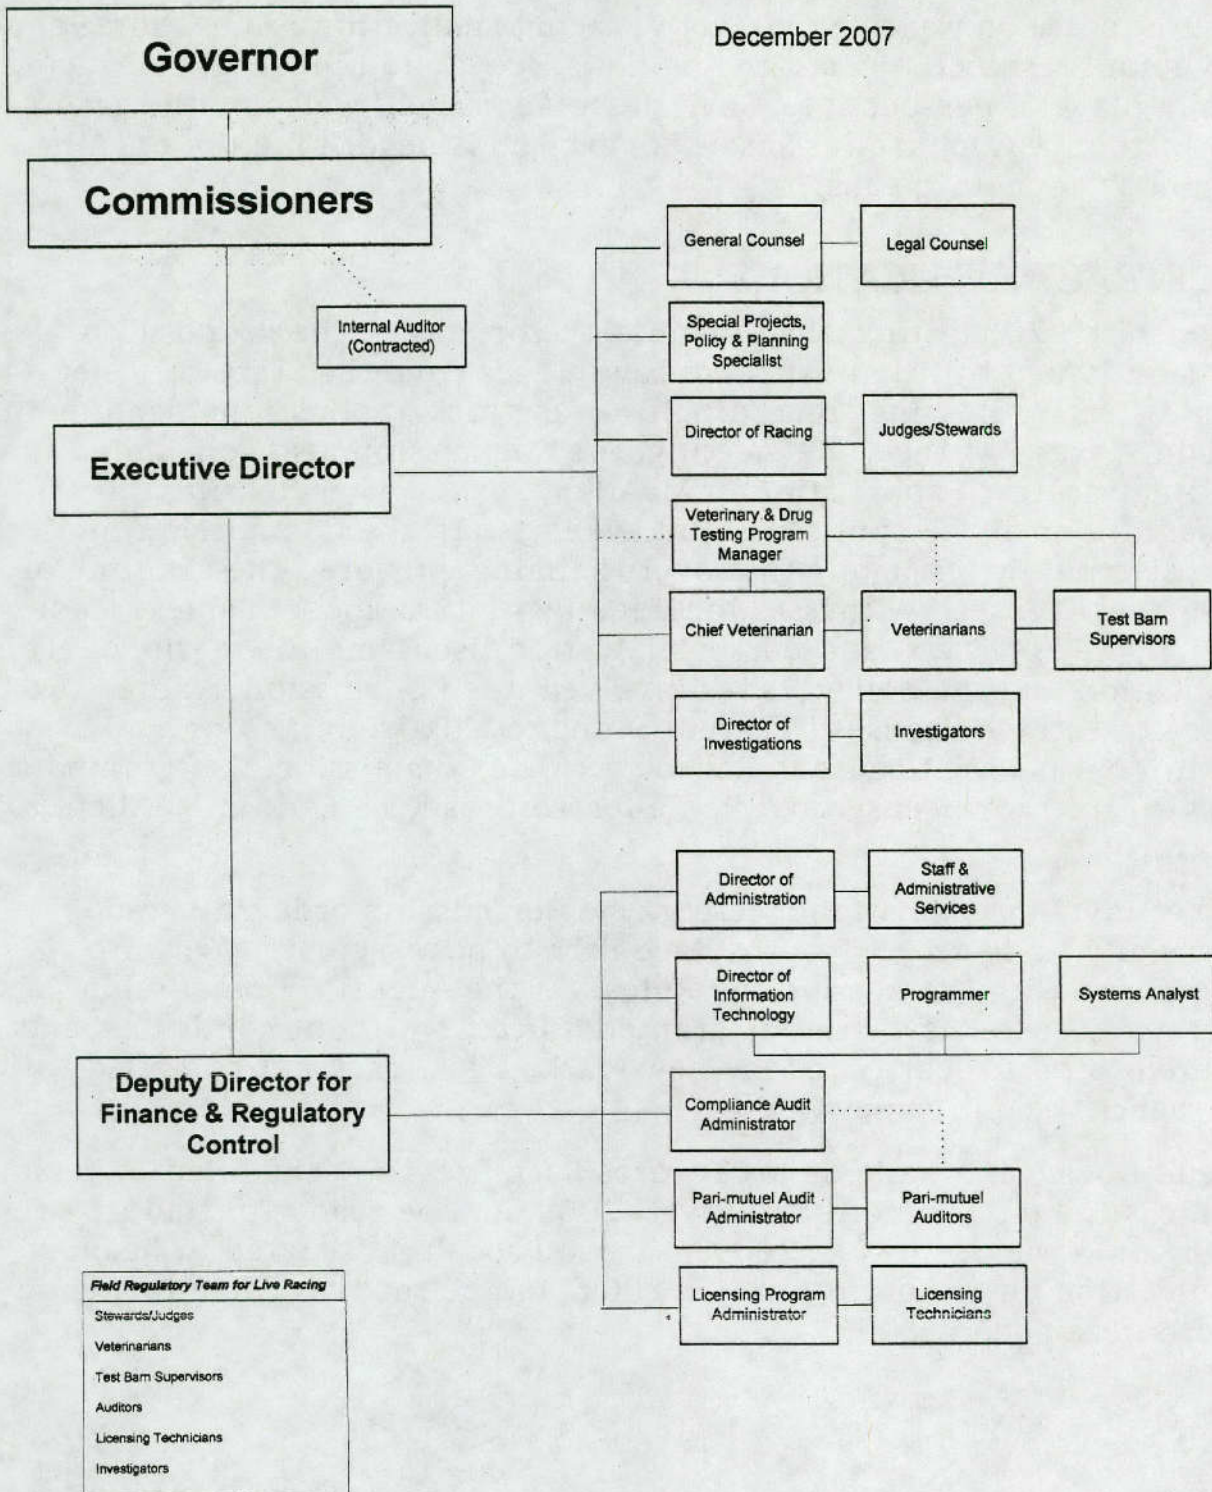 December 2007
Governor
Commissioners
Internal Auditor
(Contracted)
Executive Director
General Counsel
Legal Counsel
Special Projects,
Policy & Planning
Specialist
Director of Racing
Judges/Stewards
Veterinary & Drug
Testing Program
Manager
Chief Veterinarian
Veterinarians
Test Barn
Supervisors
Director of
Investigations
Investigators
Director of
Administration
Staff &
Administrative
Services
Director of
Information
Technology
Programmer
Systems Analyst
Deputy Director for
Finance & Regulatory
Control
Compliance Audit
Administrator
Pari-mutuel Audit
Administrator
Pari-mutuel
Auditors
Licensing Program
Administrator
Licensing
Technicians
Field Regulatory Team for Live Racing
Stewards/Judges
Veterinarians
Test Barn Supervisors
Auditors
Licensing Technicians
Investigators